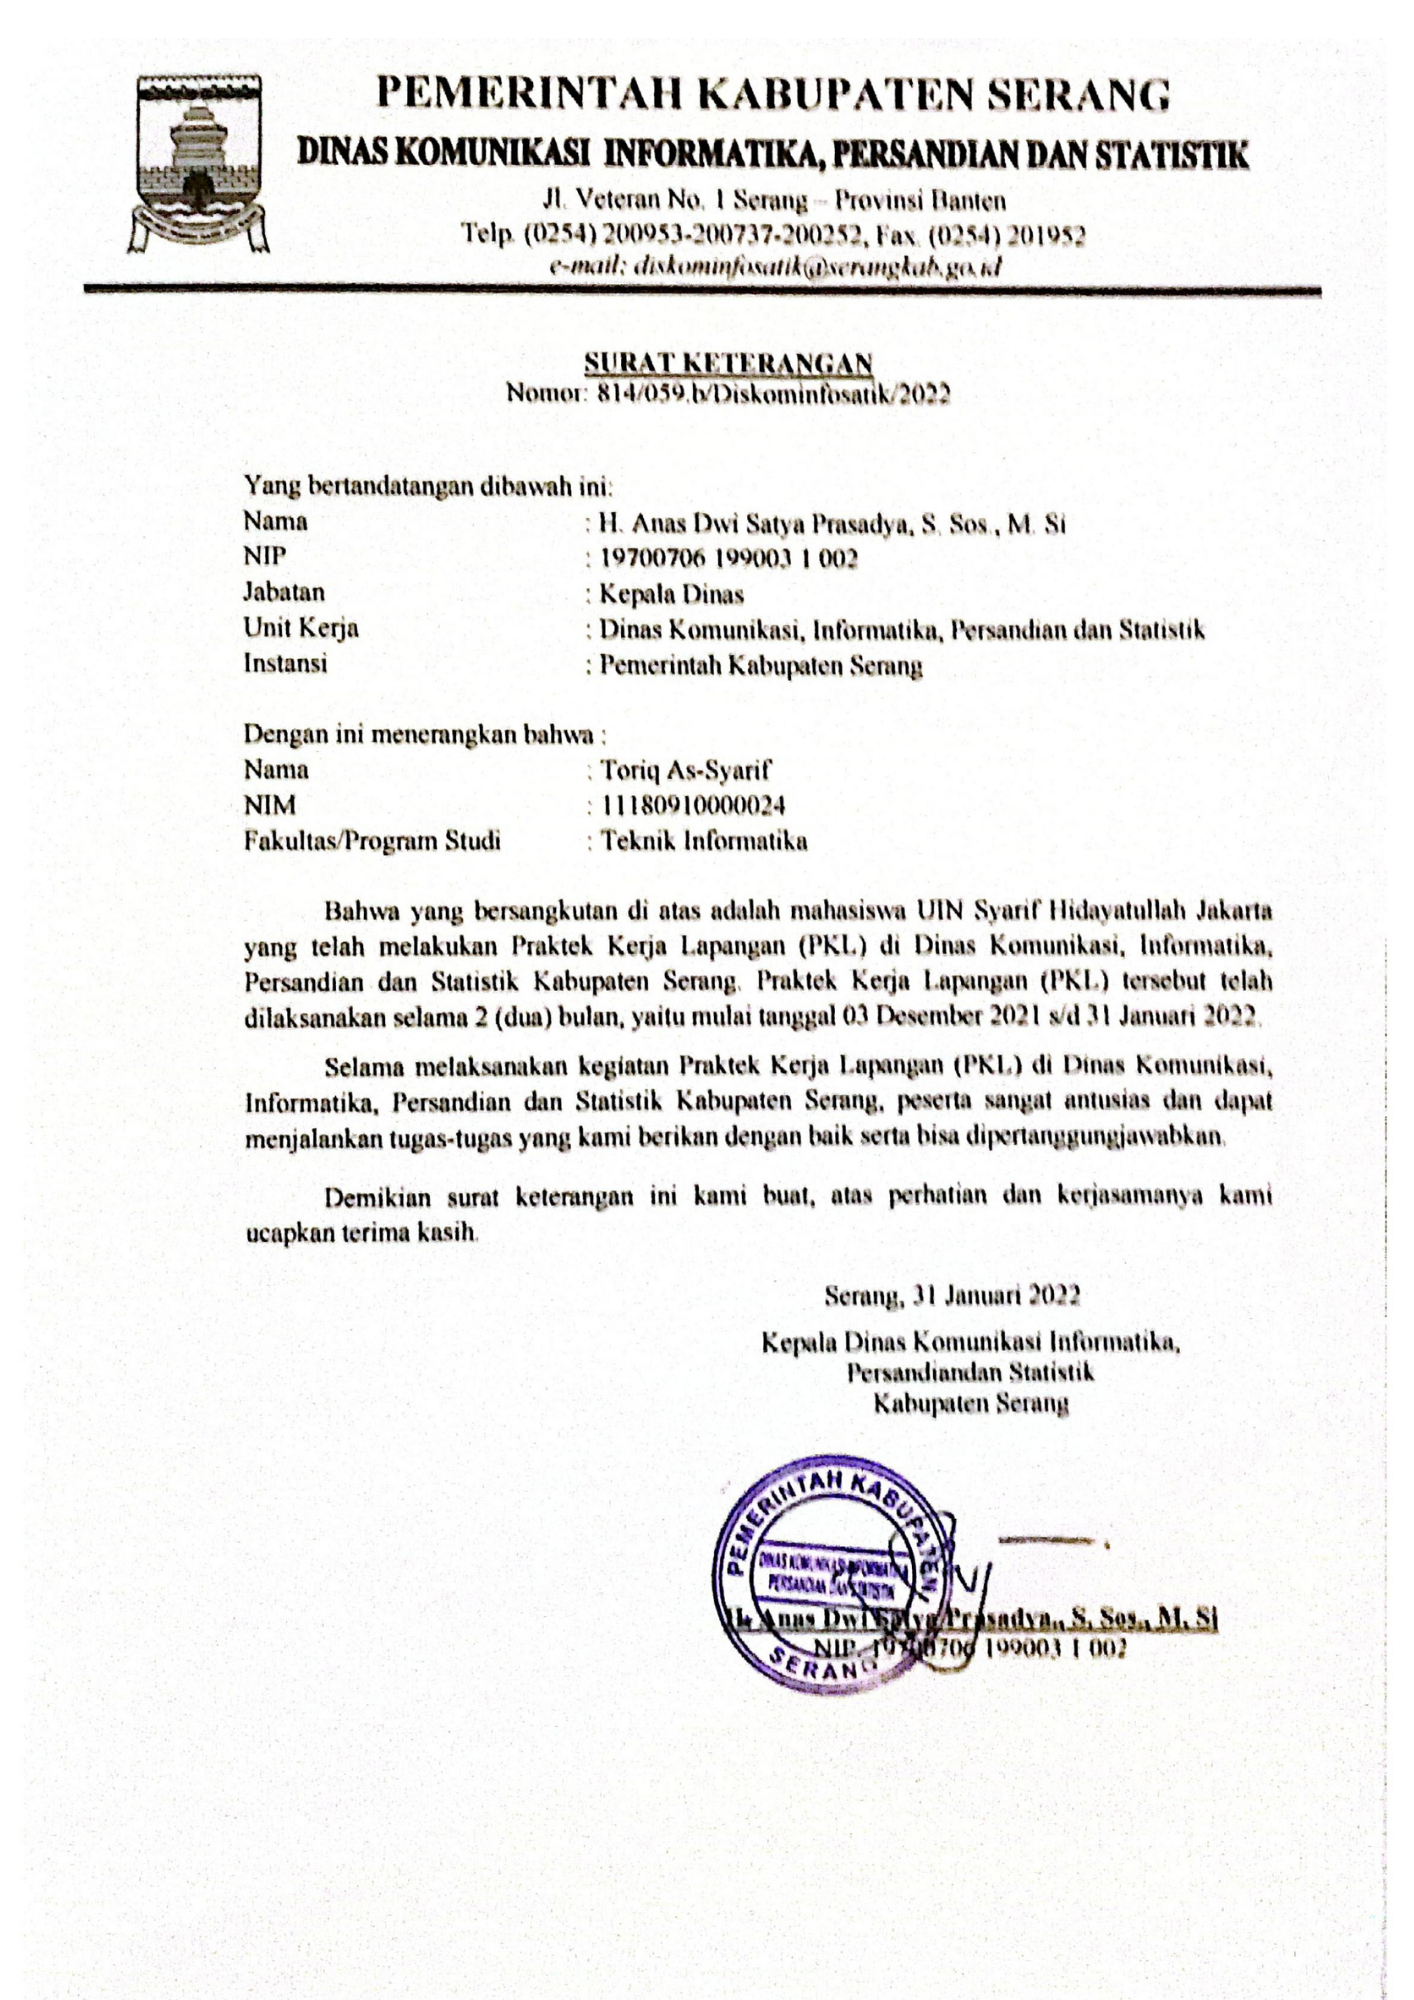 PEMERINTAH KABUPATEN SERANG
DINAS KOMUNIKASI INFORMATIKA, PERSANDIAN DAN STATISTIK
Jl. Veteran No. 1 Serang – Provinsi Banten
Telp. (0254) 200953-200737-200252, Fax. (0254) 201952
e-mail: diskominfosatik@serangkab.go.id
SURAT KETERANGAN
Nomor: 814/059.b/Diskominfosatik/2022
Yang bertandatangan dibawah ini:
Nama : H. Anas Dwi Satya Prasadya, S. Sos., M. Si
NIP : 19700706 199003 1 002
Jabatan : Kepala Dinas
Unit Kerja : Dinas Komunikasi, Informatika, Persandian dan Statistik
Instansi : Pemerintah Kabupaten Serang
Dengan ini menerangkan bahwa :
Nama : Toriq As-Syarif
NIM : 11180910000024
Fakultas/Program Studi : Teknik Informatika
Bahwa yang bersangkutan di atas adalah mahasiswa UIN Syarif Hidayatullah Jakarta
yang telah melakukan Praktek Kerja Lapangan (PKL) di Dinas Komunikasi, Informatika,
Persandian dan Statistik Kabupaten Serang. Praktek Kerja Lapangan (PKL) tersebut telah
dilaksanakan selama 2 (dua) bulan, yaitu mulai tanggal 03 Desember 2021 s/d 31 Januari 2022.
Selama melaksanakan kegiatan Praktek Kerja Lapangan (PKL) di Dinas Komunikasi,
Informatika, Persandian dan Statistik Kabupaten Serang, peserta sangat antusias dan dapat
menjalankan tugas-tugas yang kami berikan dengan baik serta bisa dipertanggungjawabkan.
Demikian surat keterangan ini kami buat, atas perhatian dan kerjasamanya kami
ucapkan terima kasih.
Serang, 31 Januari 2022
Kepala Dinas Komunikasi Informatika,
Persandiandan Statistik
Kabupaten Serang
PEMERINTAH KABUPATEN
DINAS KOMUNIKASI INFORMATIKA
PERSANDIAN DAN STATISTIK
SERANG
H. Anas Dwi Satya Prasadya., S. Sos., M. Si
NIP. 19700706 199003 1 002